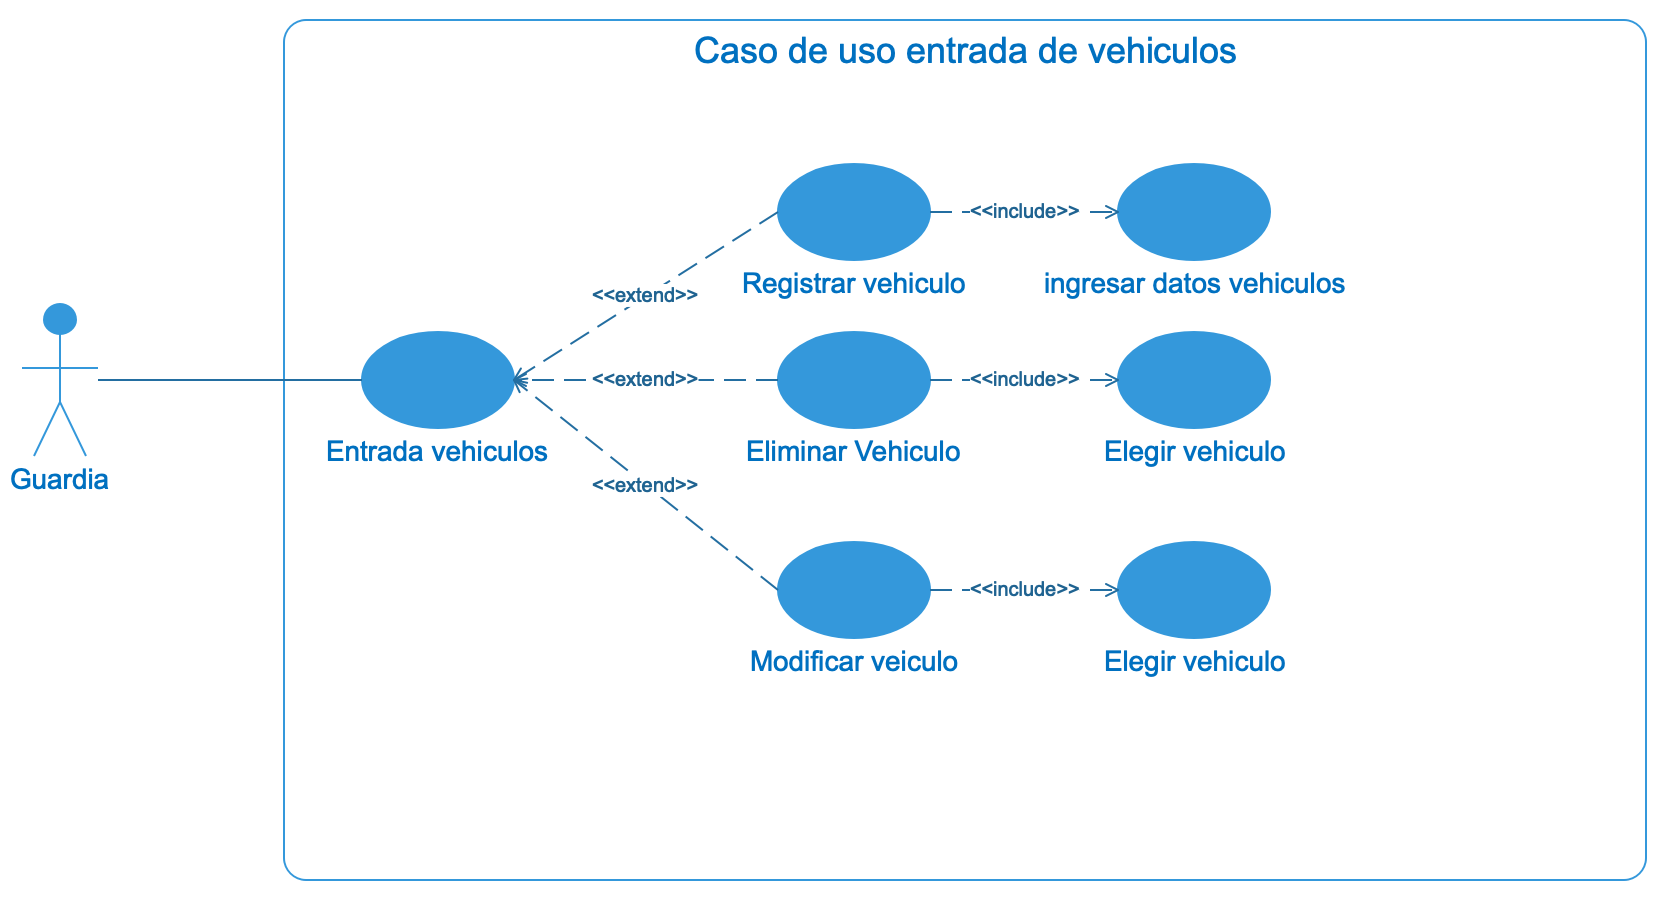 Caso de uso entrada de vehiculos
<<include>>
Registrar vehiculo
ingresar datos vehiculos
<<extend>>
<<extend>>
<<include>>
Guardia
Entrada vehiculos
Eliminar Vehiculo
Elegir vehiculo
<<extend>>
<<include>>
Modificar veiculo
Elegir vehiculo